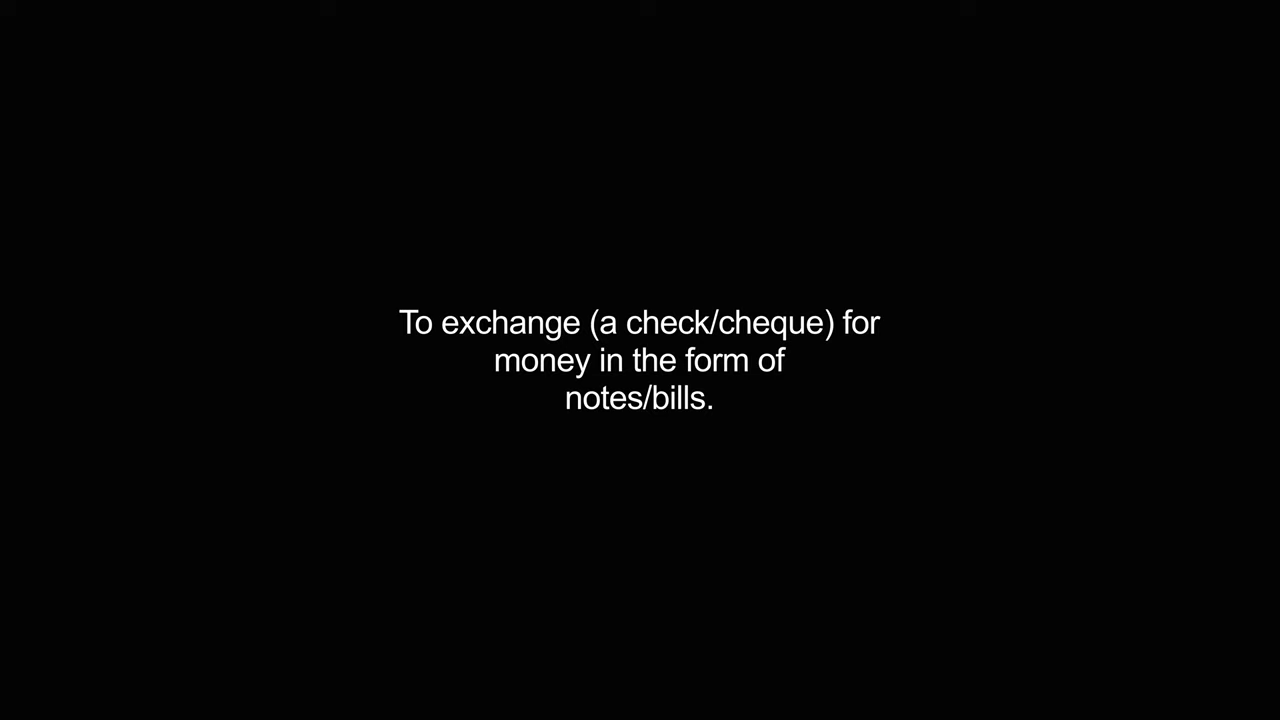 To exchange (a check/cheque) for
money in the form of
notes/bills.